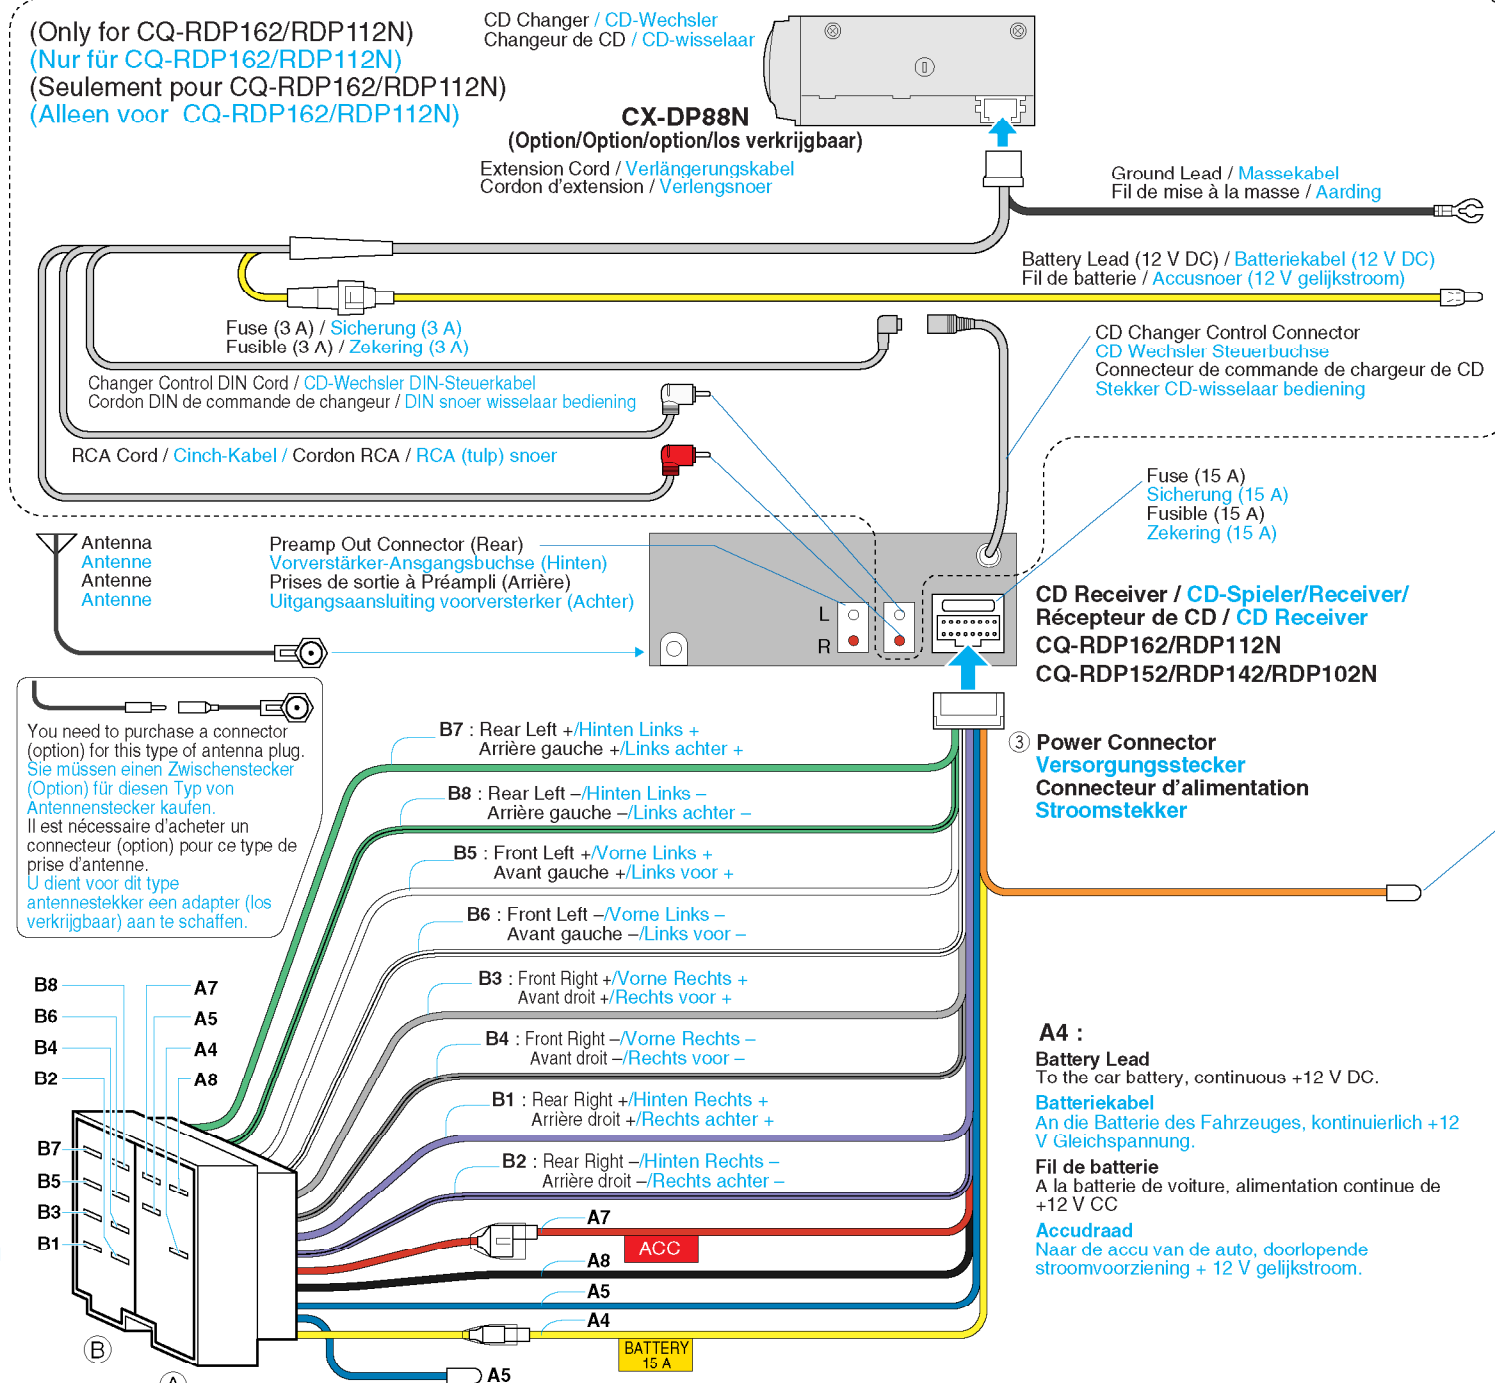 (Only for CQ-RDP162/RDP112N)
(Nur für CQ-RDP162/RDP112N)
(Seulement pour CQ-RDP162/RDP112N)
(Alleen voor CQ-RDP162/RDP112N)
CD Changer / CD-Wechsler
Changeur de CD / CD-wisselaar
CX-DP88N
(Option/Option/option/los verkrijgbaar)
Extension Cord / Verlängerungskabel
Cordon d'extension / Verlengsnoer
Ground Lead / Massekabel
Fil de mise à la masse / Aarding
Battery Lead (12 V DC) / Batteriekabel (12 V DC)
Fil de batterie / Accusnoer (12 V gelijkstroom)
Fuse (3 A) / Sicherung (3 A)
Fusible (3 A) / Zekering (3 A)
CD Changer Control Connector
CD Wechsler Steuerbuchse
Connecteur de commande de chargeur de CD
Stekker CD-wisselaar bediening
Changer Control DIN Cord / CD-Wechsler DIN-Steuerkabel
Cordon DIN de commande de changeur / DIN snoer wisselaar bediening
RCA Cord / Cinch-Kabel / Cordon RCA / RCA (tulp) snoer
Fuse (15 A)
Sicherung (15 A)
Fusible (15 A)
Zekering (15 A)
Antenna
Antenne
Antenne
Antenne
Preamp Out Connector (Rear)
Vorverstärker-Ansgangsbuchse (Hinten)
Prises de sortie à Préampli (Arrière)
Uitgangsaansluiting voorversterker (Achter)
L
R
CD Receiver / CD-Spieler/Receiver/
Récepteur de CD / CD Receiver
CQ-RDP162/RDP112N
CQ-RDP152/RDP142/RDP102N
You need to purchase a connector
(option) for this type of antenna plug.
Sie müssen einen Zwischenstecker
(Option) für diesen Typ von
Antennenstecker kaufen.
Il est nécessaire d'acheter un
connecteur (option) pour ce type de
prise d'antenne.
U dient voor dit type
antennestekker een adapter (los
verkrijgbaar) aan te schaffen.
③ Power Connector
Versorgungsstecker
Connecteur d'alimentation
Stroomstekker
B7 : Rear Left +/Hinten Links +
Arrière gauche +/Links achter +
B8 : Rear Left –/Hinten Links –
Arrière gauche –/Links achter –
B5 : Front Left +/Vorne Links +
Avant gauche +/Links voor +
B6 : Front Left –/Vorne Links –
Avant gauche –/Links voor –
B3 : Front Right +/Vorne Rechts +
Avant droit +/Rechts voor +
B4 : Front Right –/Vorne Rechts –
Avant droit –/Rechts voor –
B1 : Rear Right +/Hinten Rechts +
Arrière droit +/Rechts achter +
B2 : Rear Right –/Hinten Rechts –
Arrière droit –/Rechts achter –
A7
ACC
A8
A5
A4
BATTERY
15 A
A5
B8
B6
B4
B2
A7
A5
A4
A8
B7
B5
B3
B1
Ⓑ
Ⓐ
A4 :
Battery Lead
To the car battery, continuous +12 V DC.
Batteriekabel
An die Batterie des Fahrzeuges, kontinuierlich +12
V Gleichspannung.
Fil de batterie
A la batterie de voiture, alimentation continue de
+12 V CC
Accudraad
Naar de accu van de auto, doorlopende
stroomvoorziening + 12 V gelijkstroom.